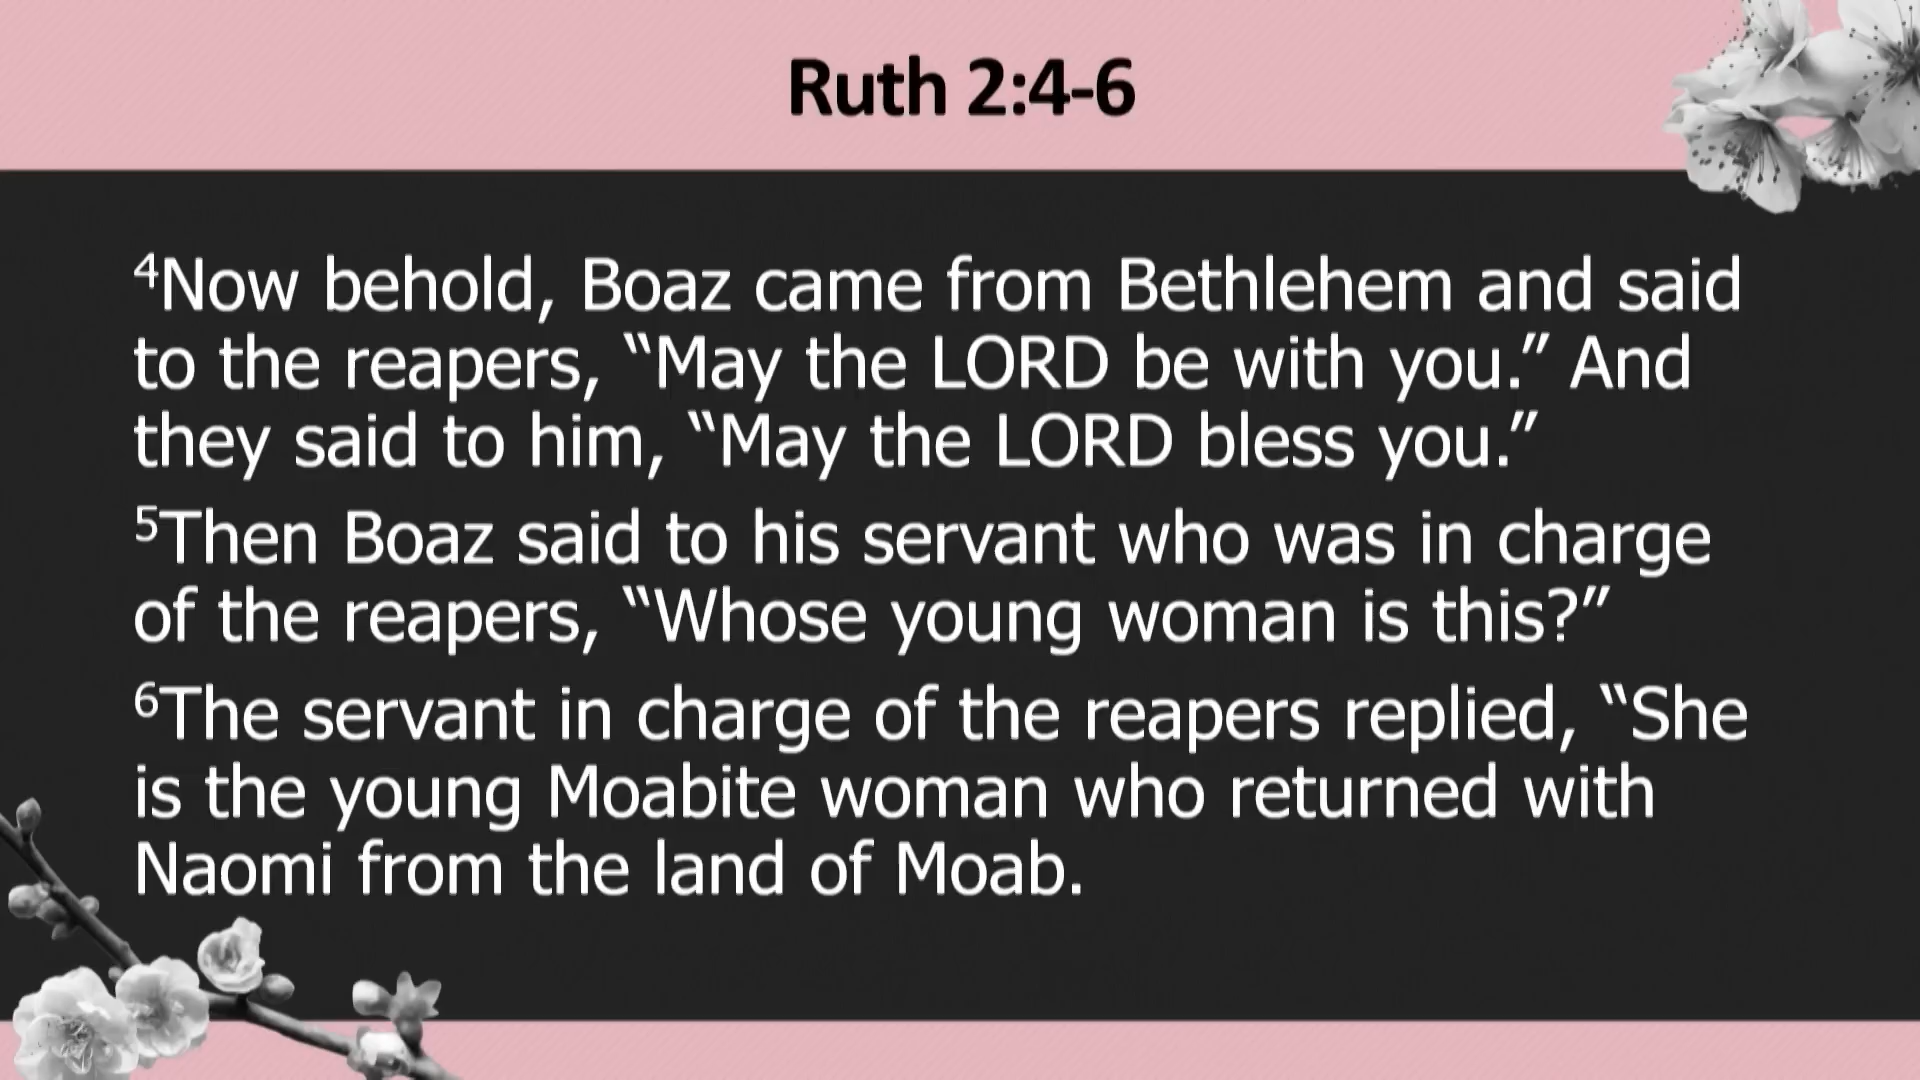 Ruth 2:4-6
⁴Now behold, Boaz came from Bethlehem and said
to the reapers, “May the LORD be with you.” And
they said to him, “May the LORD bless you.”
⁵Then Boaz said to his servant who was in charge
of the reapers, “Whose young woman is this?”
⁶The servant in charge of the reapers replied, “She
is the young Moabite woman who returned with
Naomi from the land of Moab.